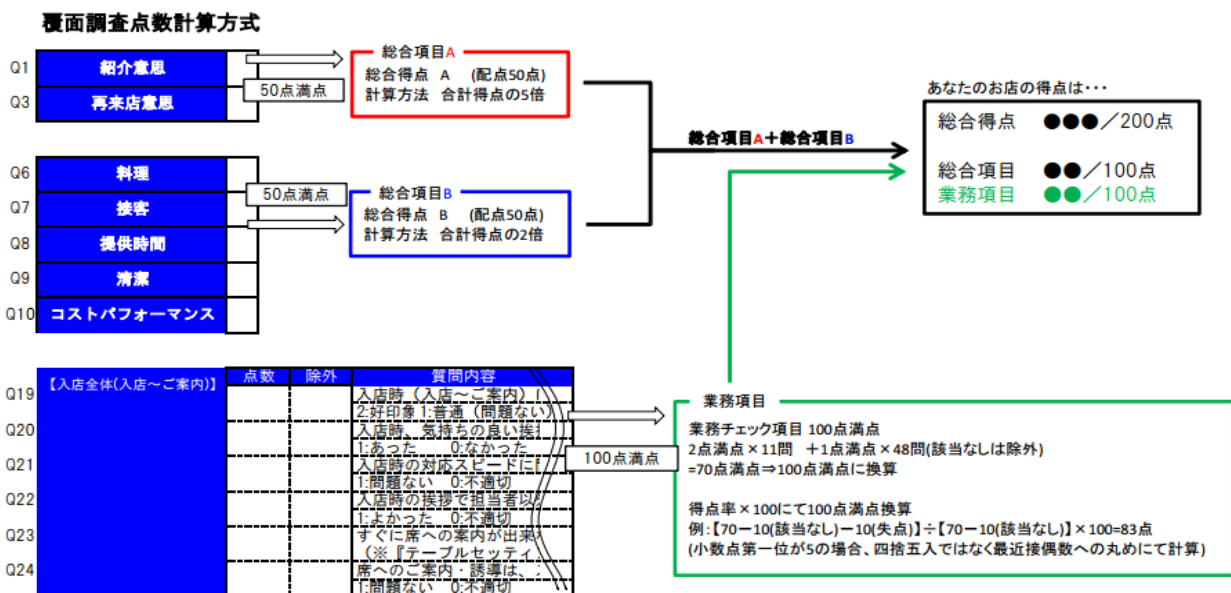 覆面調査点数計算方式
Q1 紹介意思
Q3 再来店意思
50点満点
総合項目A
総合得点 A (配点50点)
計算方法 合計得点の5倍
Q6 料理
Q7 接客
Q8 提供時間
Q9 清潔
Q10 コストパフォーマンス
50点満点
総合項目B
総合得点 B (配点50点)
計算方法 合計得点の2倍
総合項目A+総合項目B
あなたのお店の得点は・・・
総合得点 ●●●/200点
総合項目 ●●/100点
業務項目 ●●/100点
【入店全体(入店~ご案内)】
点数 除外 質問内容
Q19 入店時(入店~ご案内)
2:好印象 1:普通(問題ない)
Q20 入店時、気持ちの良い挨
1:あった 0:なかった
Q21 入店時の対応スピードに
1:問題ない 0:不適切
Q22 入店時の挨拶で担当者以
1:よかった 0:不適切
Q23 すぐに席への案内が出来
(※『テーブルセッティ
Q24 席へのご案内・誘導は、
1:問題ない 0:不適切
100点満点
業務項目
業務チェック項目 100点満点
2点満点×11問 +1点満点×48問(該当なしは除外)
=70点満点⇒100点満点に換算
得点率×100にて100点満点換算
例:【70-10(該当なし)-10(失点)】÷【70-10(該当なし)】×100=83点
(小数点第一位が5の場合、四捨五入ではなく最近接偶数への丸めにて計算)